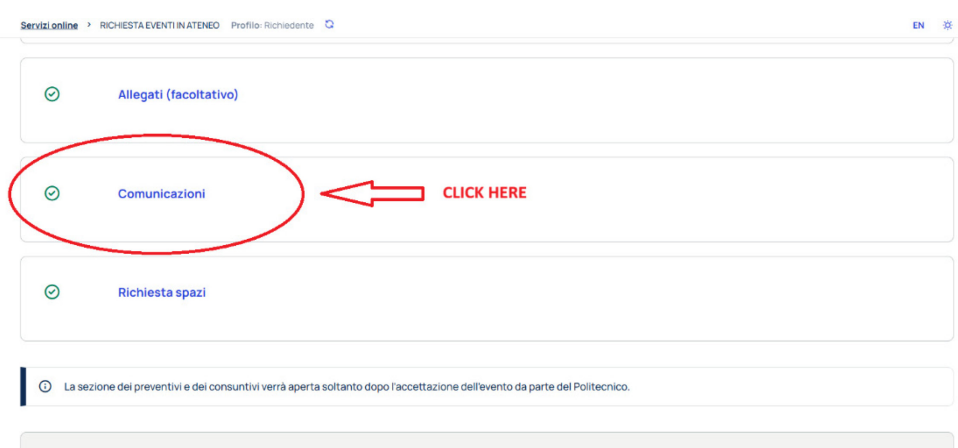 Servizi online > RICHIESTA EVENTI IN ATENEO Profilo: Richiedente EN
Allegati (facoltativo)
Comunicazioni
CLICK HERE
Richiesta spazi
La sezione dei preventivi e dei consuntivi verrà aperta soltanto dopo l'accettazione dell'evento da parte del Politecnico.